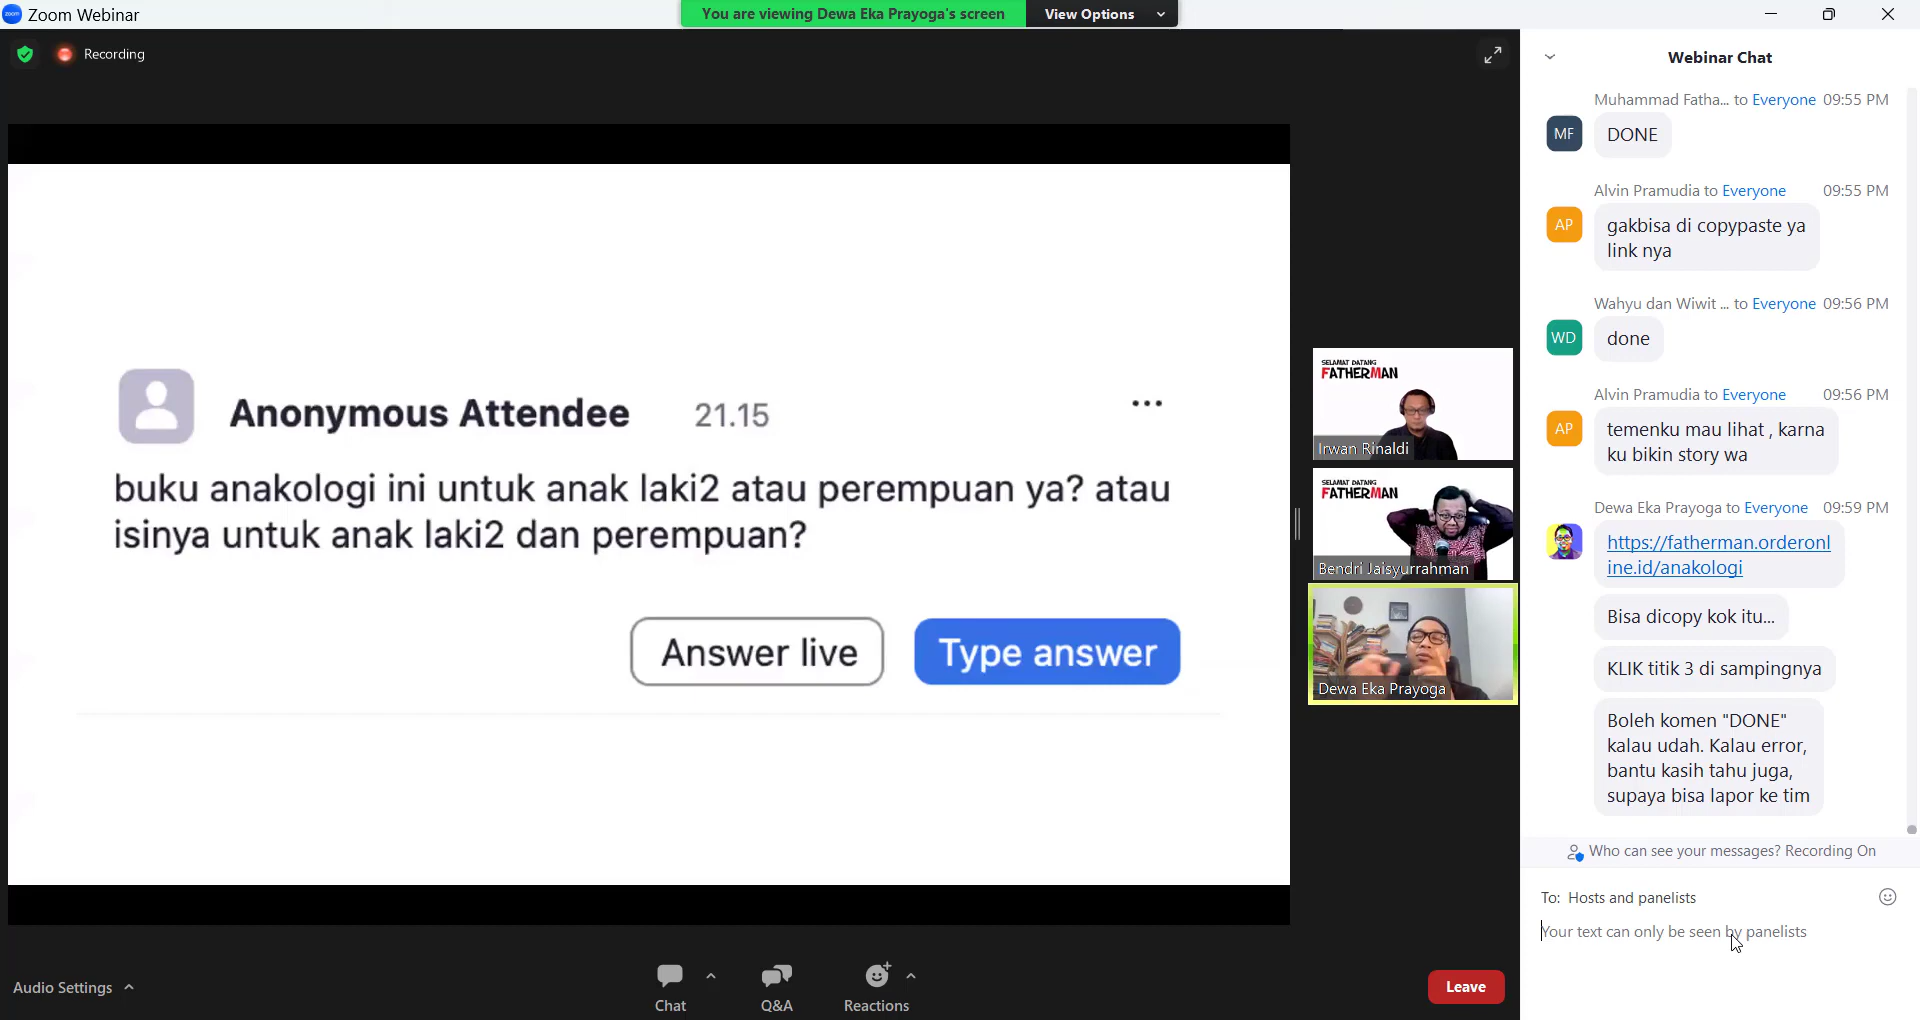 Zoom Webinar
You are viewing Dewa Eka Prayoga's screen
View Options
Recording
Anonymous Attendee 21.15
buku anakologi ini untuk anak laki2 atau perempuan ya? atau
isinya untuk anak laki2 dan perempuan?
Answer live
Type answer
SELAMAT DATANG
FATHERMAN
Irwan Rinaldi
SELAMAT DATANG
FATHERMAN
Bendri Jaisyurrahman
Dewa Eka Prayoga
Webinar Chat
Muhammad Fatha... to Everyone 09:55 PM
MF
DONE
Alvin Pramudia to Everyone 09:55 PM
AP
gakbisa di copypaste ya
link nya
Wahyu dan Wiwit ... to Everyone 09:56 PM
WD
done
Alvin Pramudia to Everyone 09:56 PM
AP
temenku mau lihat , karna
ku bikin story wa
Dewa Eka Prayoga to Everyone 09:59 PM
https://fatherman.orderonl
ine.id/anakologi
Bisa dicopy kok itu...
KLIK titik 3 di sampingnya
Boleh komen "DONE"
kalau udah. Kalau error,
bantu kasih tahu juga,
supaya bisa lapor ke tim
Who can see your messages? Recording On
To: Hosts and panelists
Your text can only be seen by panelists
Audio Settings
Chat
Q&A
Reactions
Leave